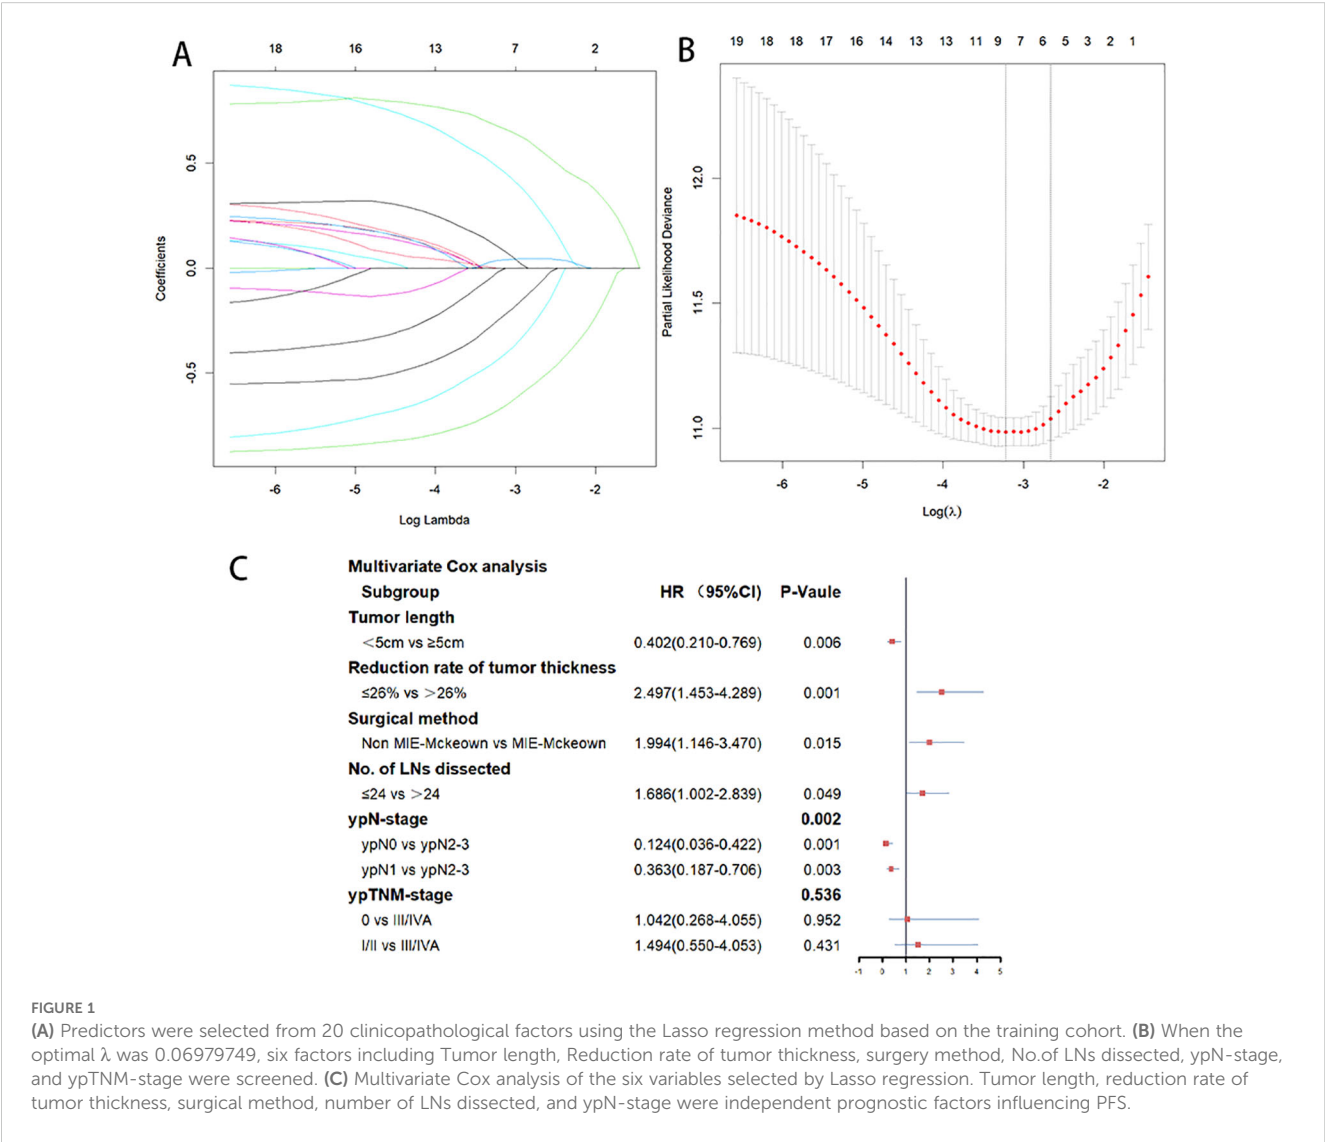 A
18 16 13 7 2
0.5
0.0
-0.5
Coefficients
-6 -5 -4 -3 -2
Log Lambda
B
19 18 18 17 16 14 13 13 11 9 7 6 5 3 2 1
12.0
11.5
11.0
Partial Likelihood Deviance
-6 -5 -4 -3 -2
Log(λ)
C
Multivariate Cox analysis
Subgroup HR （95%CI) P-Vaule
Tumor length
<5cm vs ≥5cm 0.402(0.210-0.769) 0.006
Reduction rate of tumor thickness
≤26% vs >26% 2.497(1.453-4.289) 0.001
Surgical method
Non MIE-Mckeown vs MIE-Mckeown 1.994(1.146-3.470) 0.015
No. of LNs dissected
≤24 vs >24 1.686(1.002-2.839) 0.049
ypN-stage 0.002
ypN0 vs ypN2-3 0.124(0.036-0.422) 0.001
ypN1 vs ypN2-3 0.363(0.187-0.706) 0.003
ypTNM-stage 0.536
0 vs III/IVA 1.042(0.268-4.055) 0.952
I/II vs III/IVA 1.494(0.550-4.053) 0.431
-1 0 1 2 3 4 5
FIGURE 1
(A) Predictors were selected from 20 clinicopathological factors using the Lasso regression method based on the training cohort. (B) When the
optimal λ was 0.06979749, six factors including Tumor length, Reduction rate of tumor thickness, surgery method, No.of LNs dissected, ypN-stage,
and ypTNM-stage were screened. (C) Multivariate Cox analysis of the six variables selected by Lasso regression. Tumor length, reduction rate of
tumor thickness, surgical method, number of LNs dissected, and ypN-stage were independent prognostic factors influencing PFS.